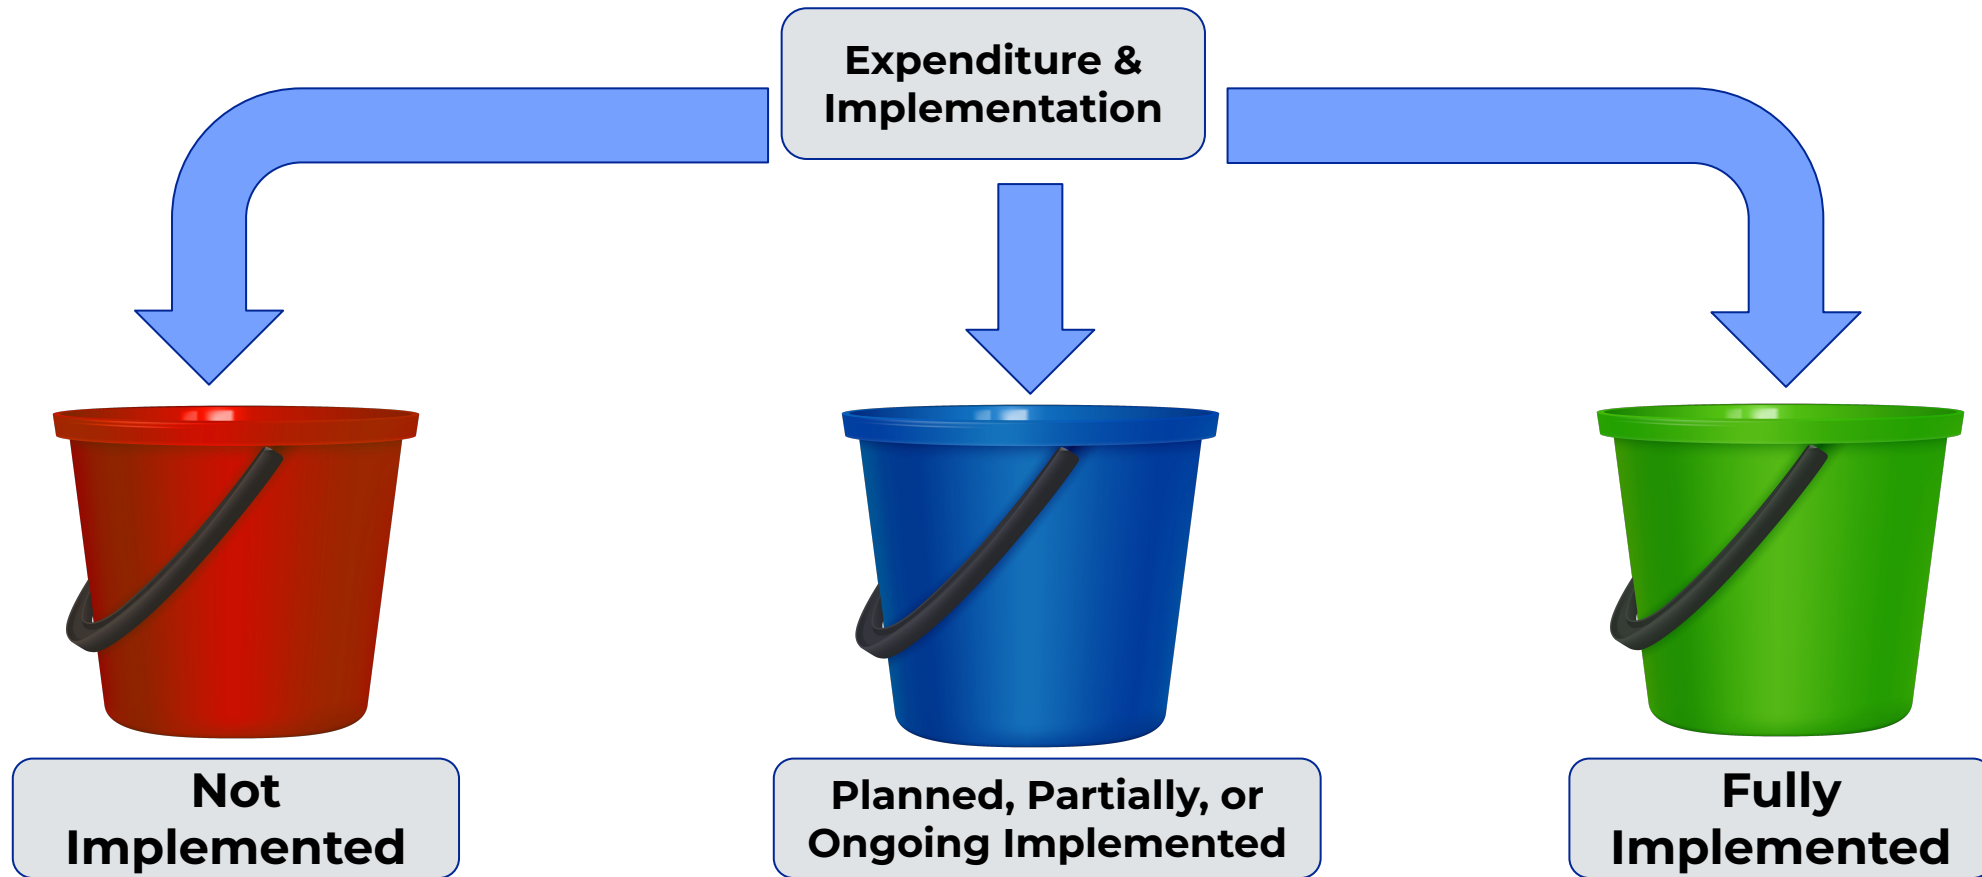 Expenditure &
Implementation
Not
Implemented
Planned, Partially, or
Ongoing Implemented
Fully
Implemented